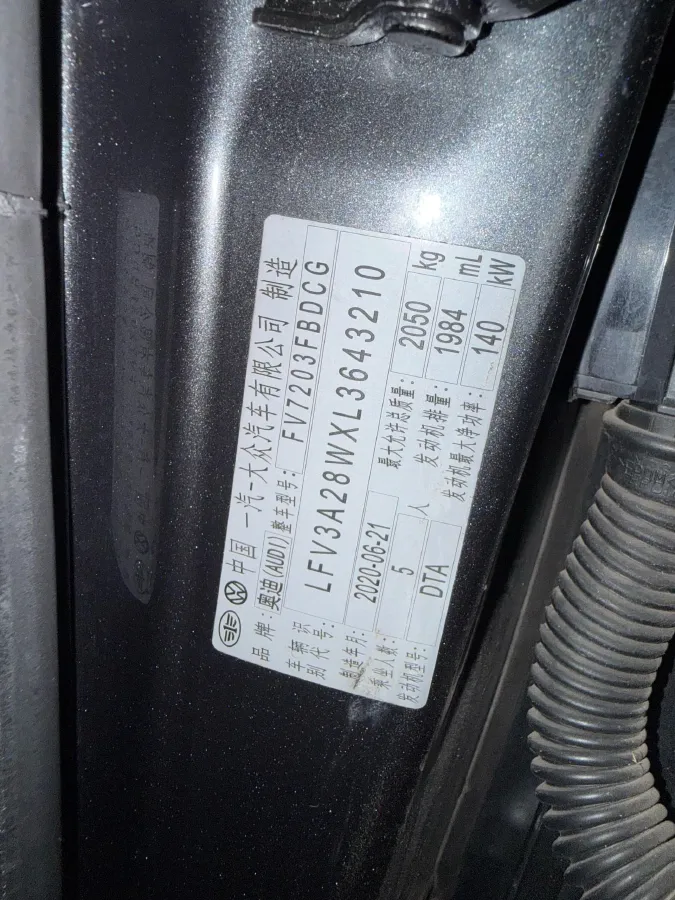 中国 一汽-大众汽车有限公司 制造
品 牌: 奥迪(AUDI) 整车型号: FV7203FBDCG
车 辆 识
别 代 号: LFV3A28WXL3643210
制造年月: 2020-06-21 最大允许总质量: 2050 kg
乘坐人数: 5 人 发动机排量: 1984 mL
发动机型号: DTA 发动机最大净功率: 140 kW